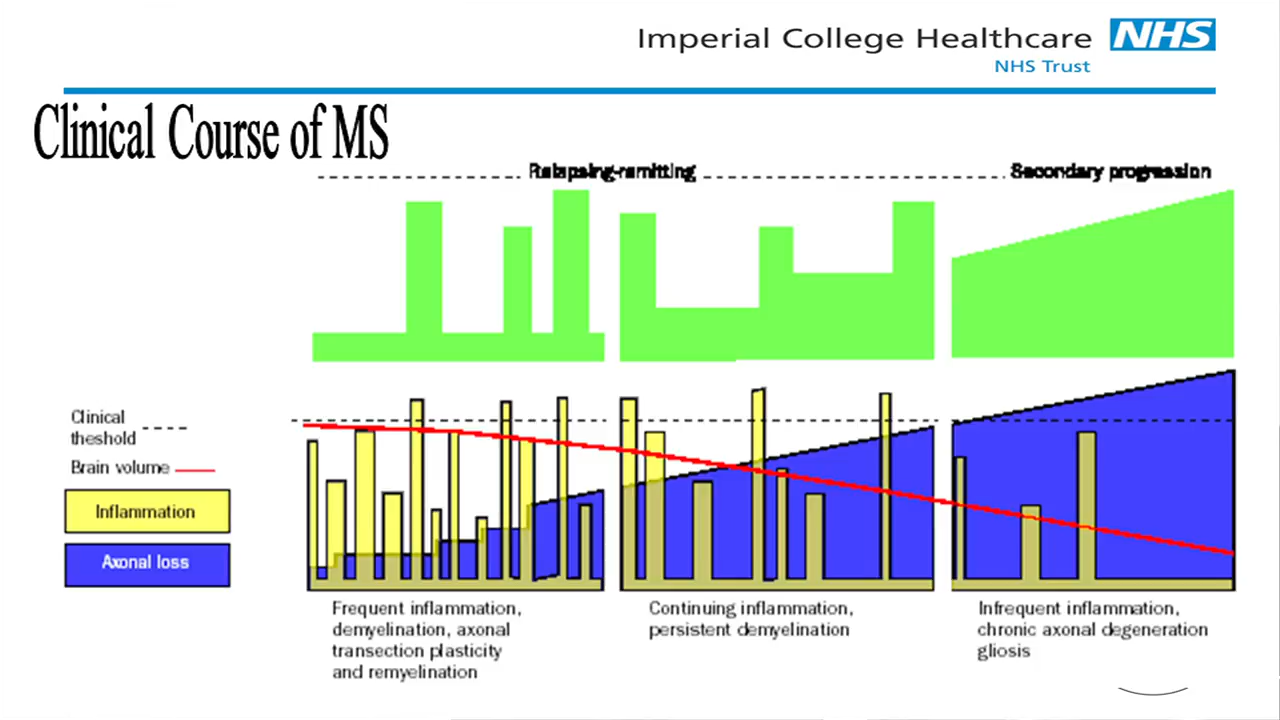 Imperial College Healthcare NHS
NHS Trust
Clinical Course of MS
Relapsing-remitting
Secondary progression
Clinical
theshold
Brain volume
Inflammation
Axonal loss
Frequent inflammation,
demyelination, axonal
transection plasticity
and remyelination
Continuing inflammation,
persistent demyelination
Infrequent inflammation,
chronic axonal degeneration
gliosis